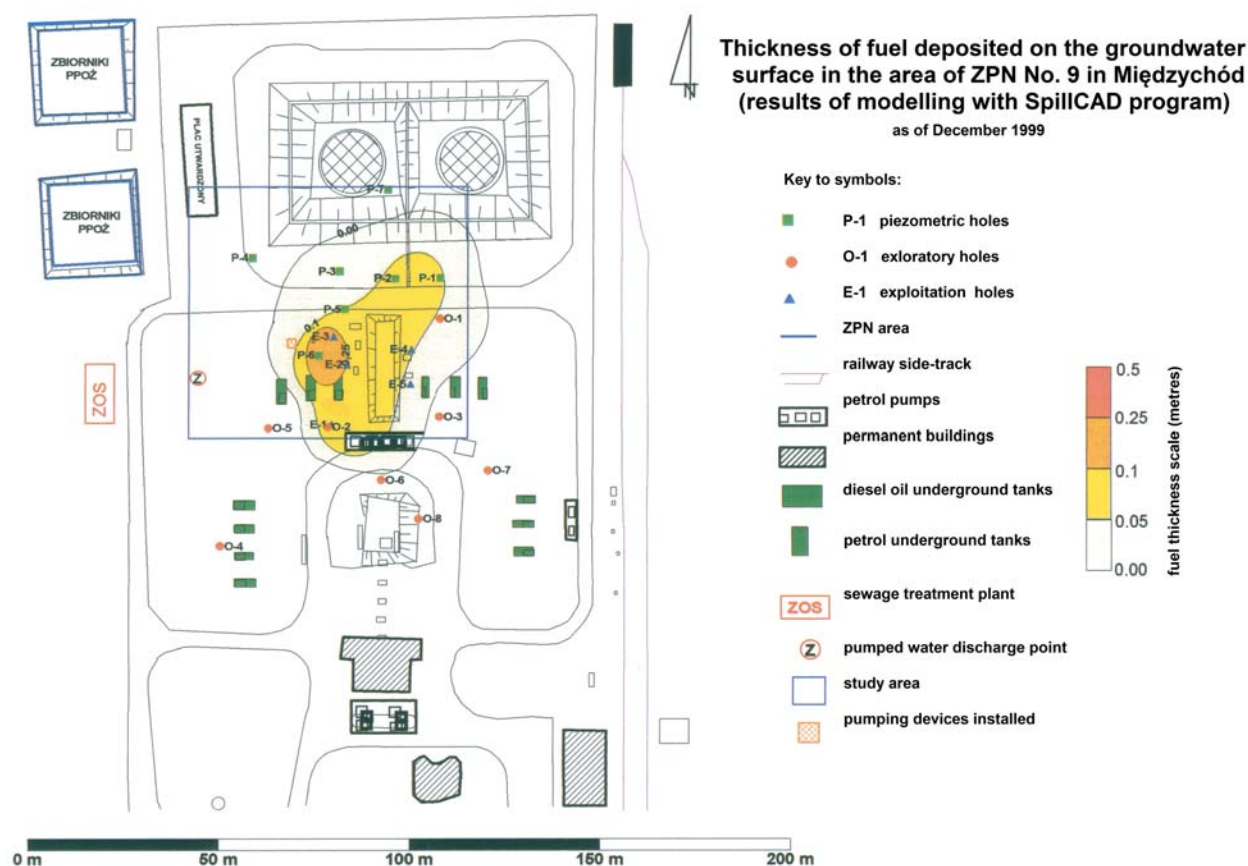 Thickness of fuel deposited on the groundwater
surface in the area of ZPN No. 9 in Międzychód
(results of modelling with SpillCAD program)
as of December 1999
ZBIORNIKI
PPOŻ
PLAC UTWARDZONY
ZBIORNIKI
PPOŻ
N
P-7
0.00
P-4
P-3
P-2
P-1
P-5
O-1
0.1
E-3
P-6
E-4
E-5
Z
ZOS
O-5
O-2
O-3
O-7
O-6
O-8
O-4
Key to symbols:
P-1 piezometric holes
O-1 exloratory holes
E-1 exploitation holes
ZPN area
railway side-track
petrol pumps
permanent buildings
diesel oil underground tanks
petrol underground tanks
ZOS sewage treatment plant
Z pumped water discharge point
study area
pumping devices installed
0.5
0.25
0.1
0.05
0.00
fuel thickness scale (metres)
0 m 50 m 100 m 150 m 200 m